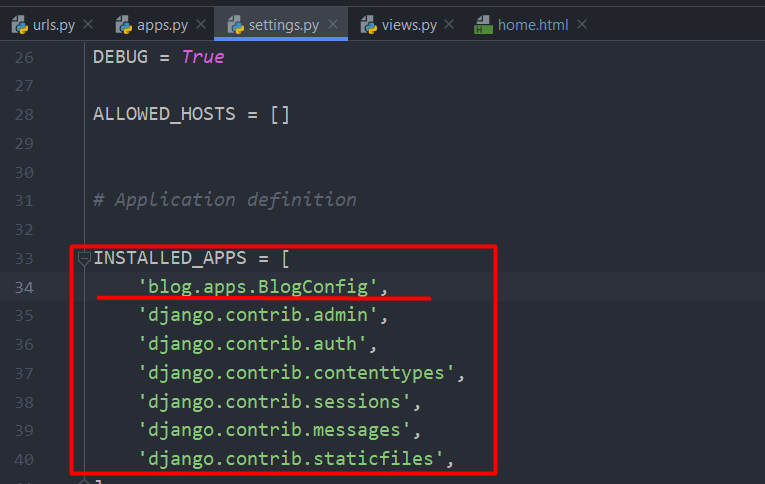 urls.py apps.py settings.py views.py home.html
26 DEBUG = True
27
28 ALLOWED_HOSTS = []
29
30
31 # Application definition
32
33 INSTALLED_APPS = [
34 'blog.apps.BlogConfig',
35 'django.contrib.admin',
36 'django.contrib.auth',
37 'django.contrib.contenttypes',
38 'django.contrib.sessions',
39 'django.contrib.messages',
40 'django.contrib.staticfiles',
]